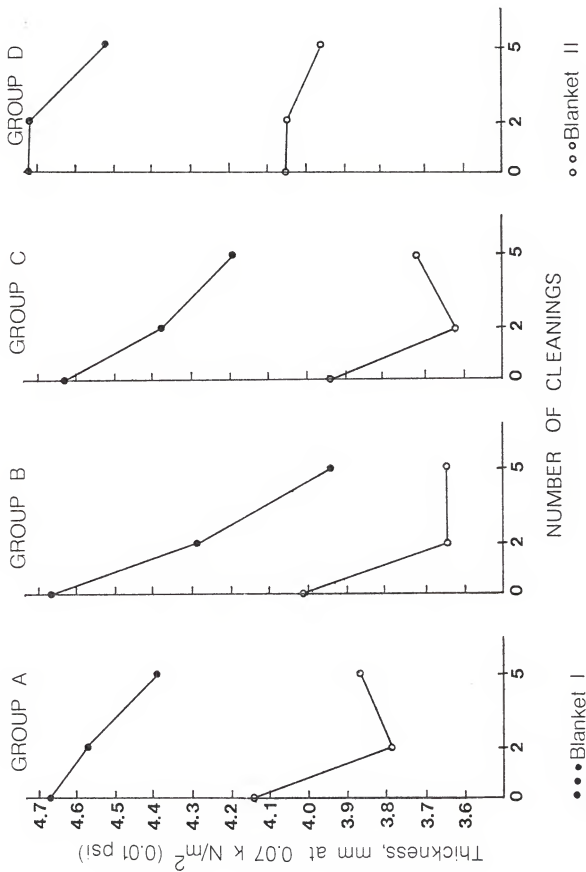 GROUP A
GROUP B
GROUP C
GROUP D
Thickness, mm at 0.07 k N/m² (0.01 psi)
4.7
4.6
4.5
4.4
4.3
4.2
4.1
4.0
3.9
3.8
3.7
3.6
0 2 5
0 2 5
0 2 5
0 2 5
NUMBER OF CLEANINGS
•••Blanket I
ooo Blanket II